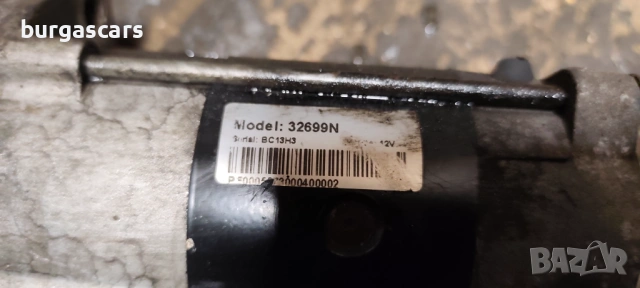 burgascars
Model: 32699N
Serial: BC13H3 12V
BAZAR